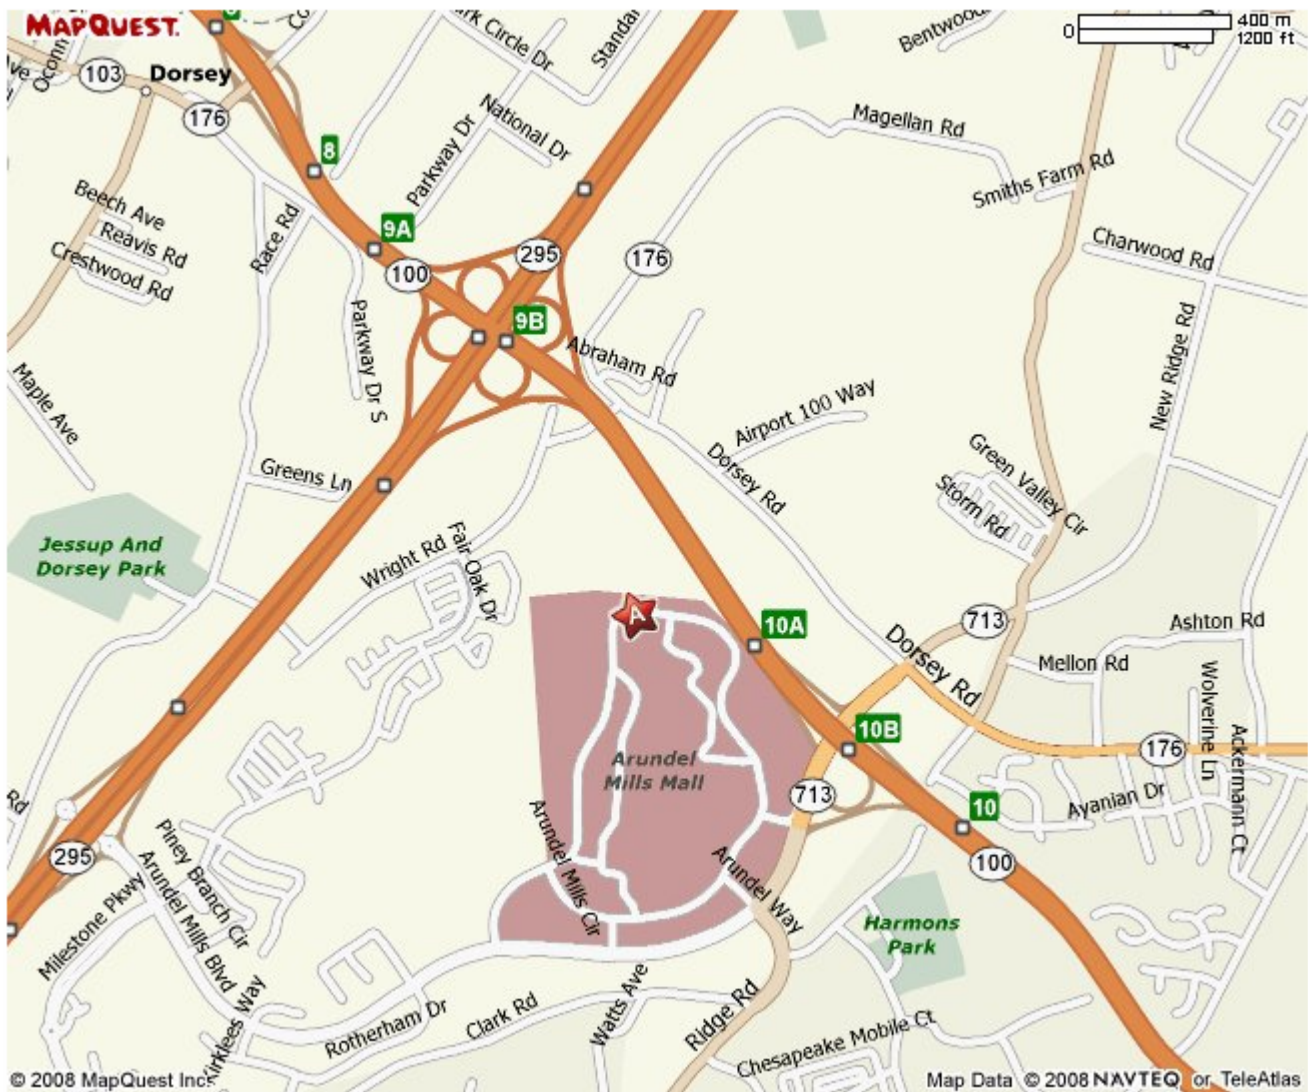 MAPQUEST.
400 m
0
1200 ft
103
Dorsey
176
8
National Dr
Parkway Dr
Magellan Rd
Smiths Farm Rd
Beech Ave
Reavis Rd
Crestwood Rd
Race Rd
9A
100
295
176
Charwood Rd
Parkway Dr S
9B
Abraham Rd
New Ridge Rd
Maple Ave
Airport 100 Way
Dorsey Rd
Greens Ln
Green Valley Cir
Storm Rd
Jessup And
Dorsey Park
Wright Rd
Fair Oak Dr
A
10A
713
Ashton Rd
Dorsey Rd
Mellon Rd
Wolverine Ln
Ackermann Ct
10B
176
Arundel
Mills Mall
713
10
Ayanian Dr
Rd
295
Piney Branch Cir
Arundel Mills Blvd
Arundel Mills Cir
Arundel Way
100
Milestone Pkwy
Harmons
Park
Kirklees Way
Rotherham Dr
Clark Rd
Watts Ave
Ridge Rd
Chesapeake Mobile Ct
© 2008 MapQuest Inc.
Map Data © 2008 NAVTEQ or TeleAtlas